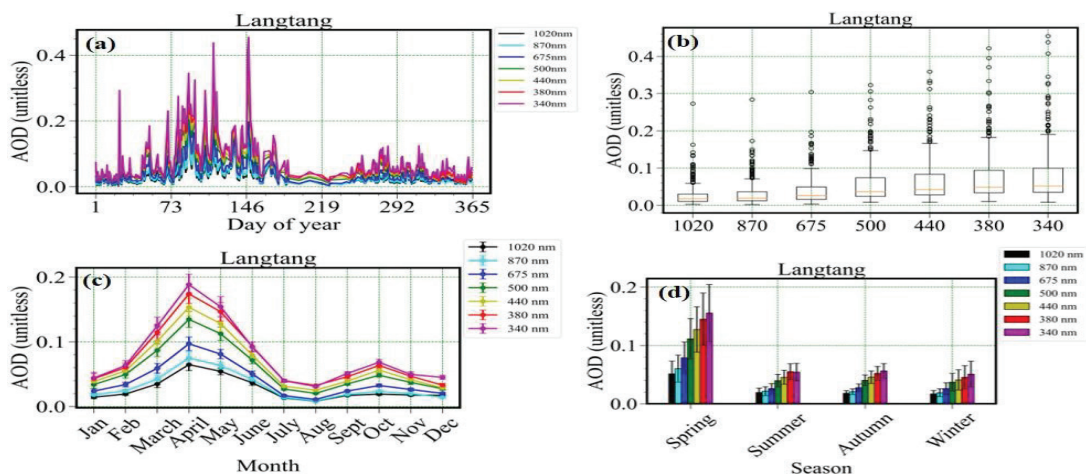 Langtang
(a)
AOD (unitless)
0.4
0.2
0.0
1 73 146 219 292 365
Day of year
1020nm
870nm
675nm
500nm
440nm
380nm
340nm
Langtang
(b)
AOD (unitless)
0.4
0.3
0.2
0.1
0.0
1020 870 675 500 440 380 340
Langtang
(c)
AOD (unitless)
0.2
0.1
0.0
Jan Feb March April May June July Aug Sept Oct Nov Dec
Month
1020 nm
870 nm
675 nm
500 nm
440 nm
380 nm
340 nm
Langtang
(d)
AOD (unitless)
0.2
0.1
0.0
Spring Summer Autumn Winter
Season
1020 nm
870 nm
675 nm
500 nm
440 nm
380 nm
340 nm